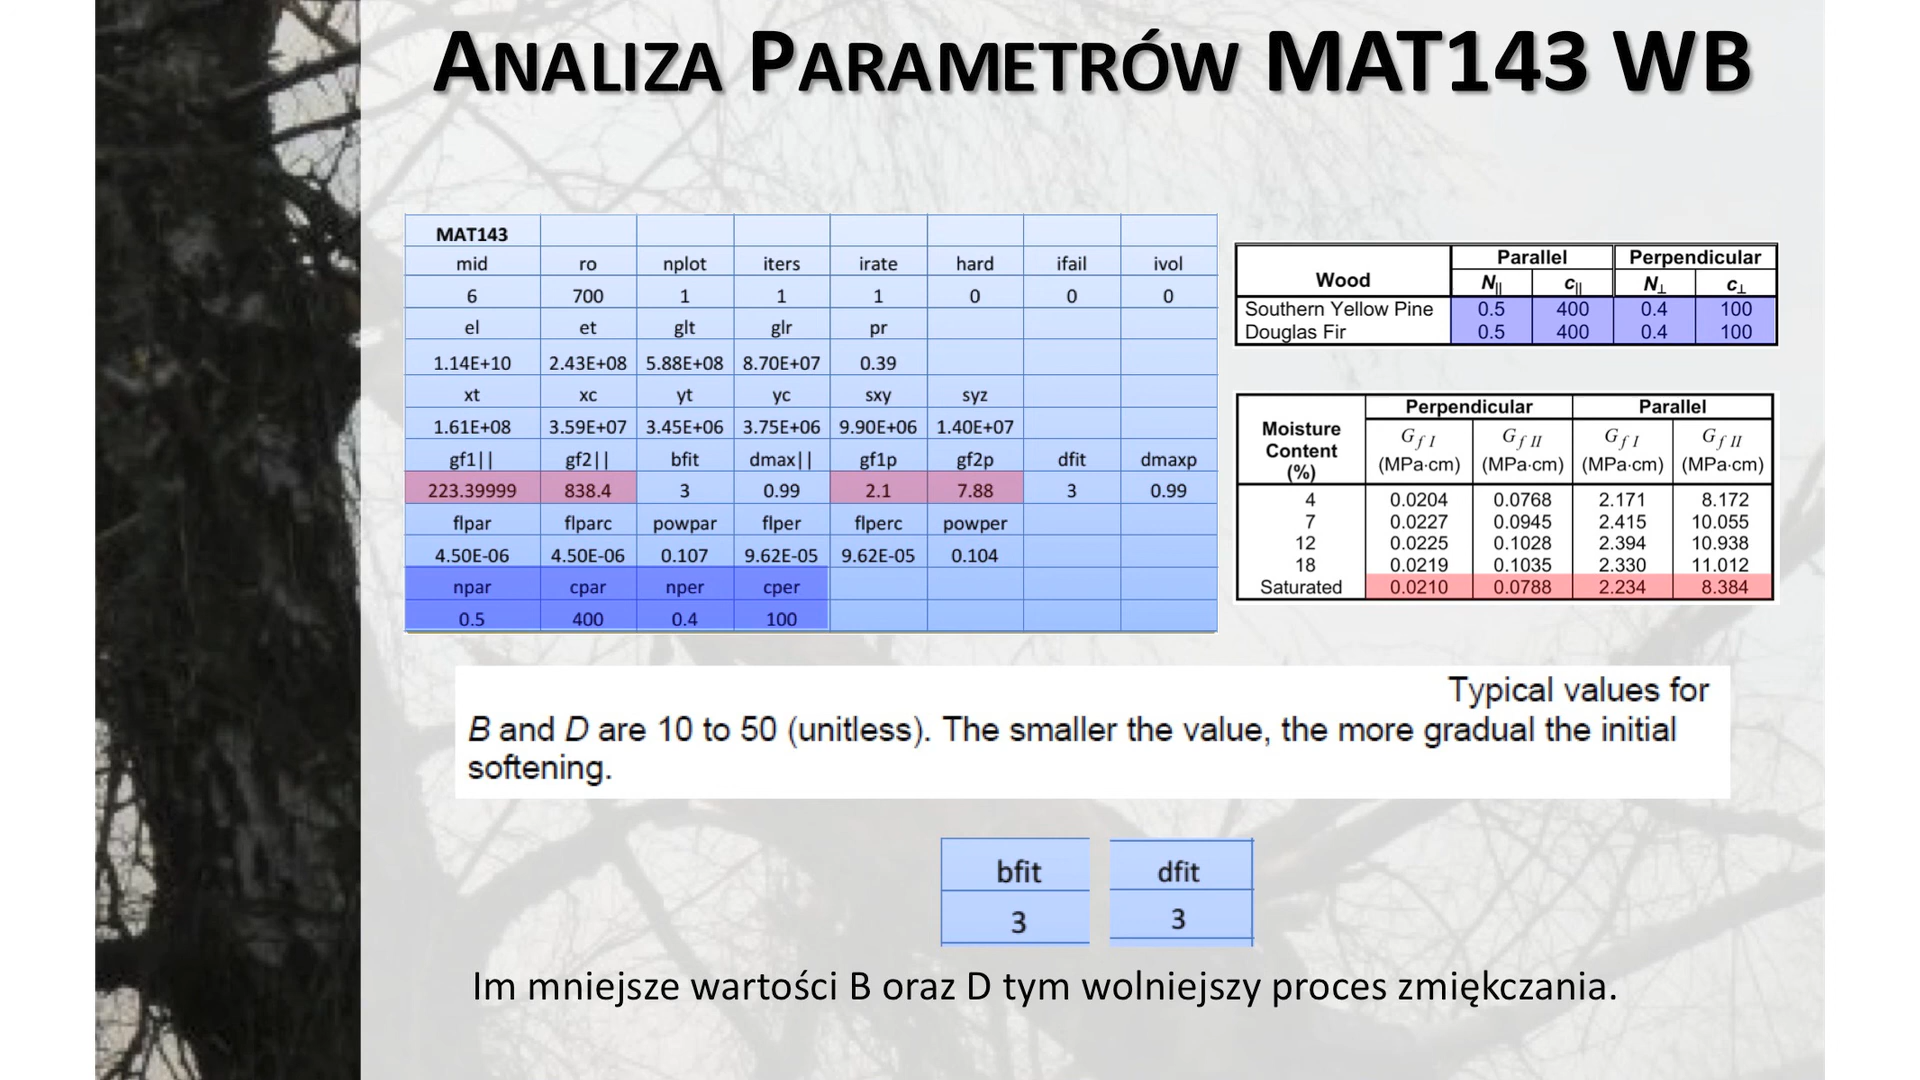 ANALIZA PARAMETRÓW MAT143 WB
MAT143
mid ro nplot iters irate hard ifail ivol
6 700 1 1 1 0 0 0
el et glt glr pr
1.14E+10 2.43E+08 5.88E+08 8.70E+07 0.39
xt xc yt yc sxy syz
1.61E+08 3.59E+07 3.45E+06 3.75E+06 9.90E+06 1.40E+07
gf1|| gf2|| bfit dmax|| gf1p gf2p dfit dmaxp
223.39999 838.4 3 0.99 2.1 7.88 3 0.99
flpar flparc powpar flper flperc powper
4.50E-06 4.50E-06 0.107 9.62E-05 9.62E-05 0.104
npar cpar nper cper
0.5 400 0.4 100
Wood Parallel Perpendicular
N|| c|| N⊥ c⊥
Southern Yellow Pine 0.5 400 0.4 100
Douglas Fir 0.5 400 0.4 100
Moisture Content (%) Perpendicular Parallel
G f I G f II G f I G f II
(MPa·cm) (MPa·cm) (MPa·cm) (MPa·cm)
4 0.0204 0.0768 2.171 8.172
7 0.0227 0.0945 2.415 10.055
12 0.0225 0.1028 2.394 10.938
18 0.0219 0.1035 2.330 11.012
Saturated 0.0210 0.0788 2.234 8.384
Typical values for
B and D are 10 to 50 (unitless). The smaller the value, the more gradual the initial
softening.
bfit dfit
3 3
Im mniejsze wartości B oraz D tym wolniejszy proces zmiękczania.